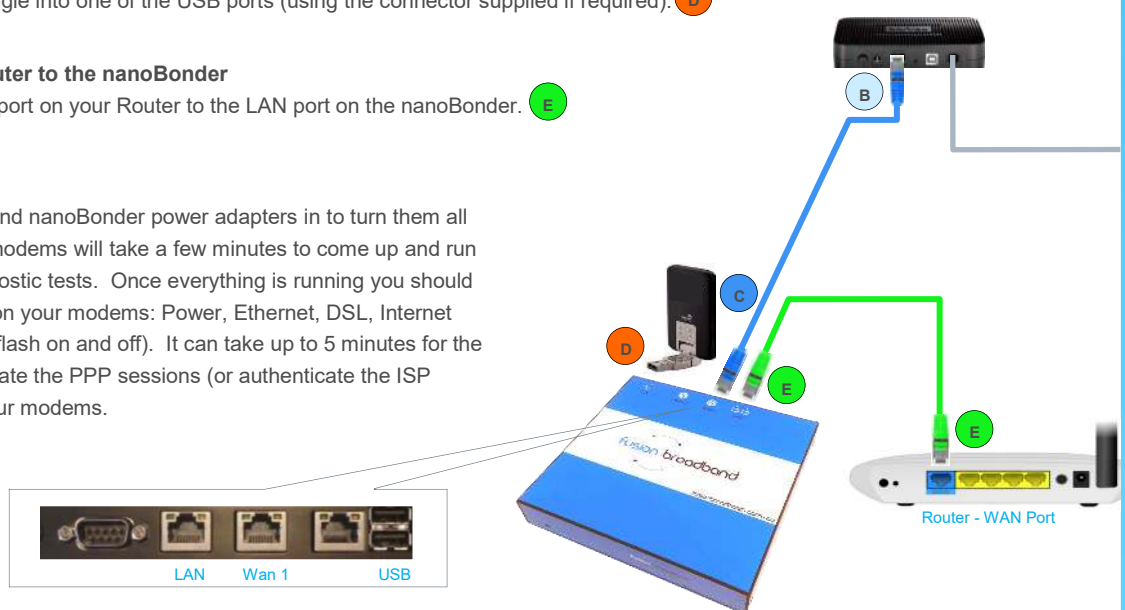 gle into one of the USB ports (using the connector supplied if required). D
uter to the nanoBonder
port on your Router to the LAN port on the nanoBonder. E
B
nd nanoBonder power adapters in to turn them all
modems will take a few minutes to come up and run
ostic tests.  Once everything is running you should
on your modems: Power, Ethernet, DSL, Internet
flash on and off).  It can take up to 5 minutes for the
ate the PPP sessions (or authenticate the ISP
ur modems.
C
D
E
E
fusion broadband
Router - WAN Port
LAN Wan 1 USB